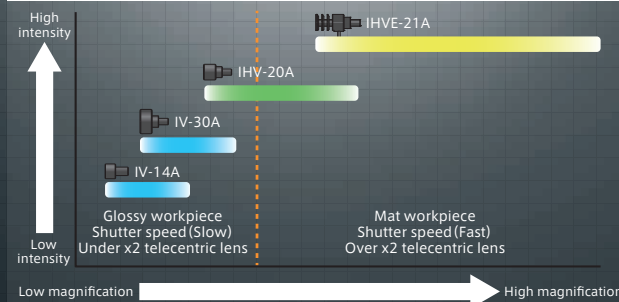 High
intensity
IHVE-21A
IHV-20A
IV-30A
IV-14A
Glossy workpiece
Shutter speed (Slow)
Under x2 telecentric lens
Mat workpiece
Shutter speed (Fast)
Over x2 telecentric lens
Low
intensity
Low magnification
High magnification